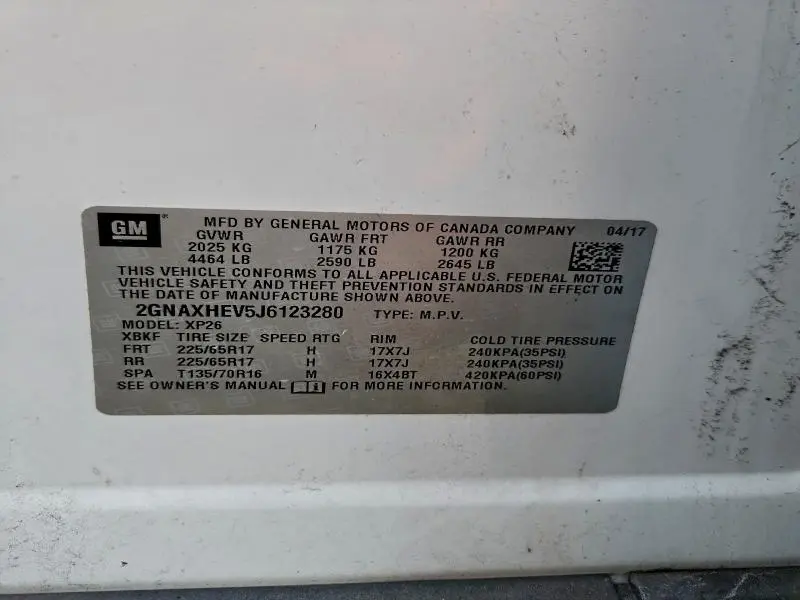 GM
MFD BY GENERAL MOTORS OF CANADA COMPANY 04/17
GVWR GAWR FRT GAWR RR
2025 KG 1175 KG 1200 KG
4464 LB 2590 LB 2645 LB
THIS VEHICLE CONFORMS TO ALL APPLICABLE U.S. FEDERAL MOTOR
VEHICLE SAFETY AND THEFT PREVENTION STANDARDS IN EFFECT ON
THE DATE OF MANUFACTURE SHOWN ABOVE.
2GNAXHEV5J6123280 TYPE: M.P.V.
MODEL: XP26
XBKF TIRE SIZE SPEED RTG RIM COLD TIRE PRESSURE
FRT 225/65R17 H 17X7J 240KPA(35PSI)
RR 225/65R17 H 17X7J 240KPA(35PSI)
SPA T135/70R16 M 16X4BT 420KPA(60PSI)
SEE OWNER'S MANUAL FOR MORE INFORMATION.